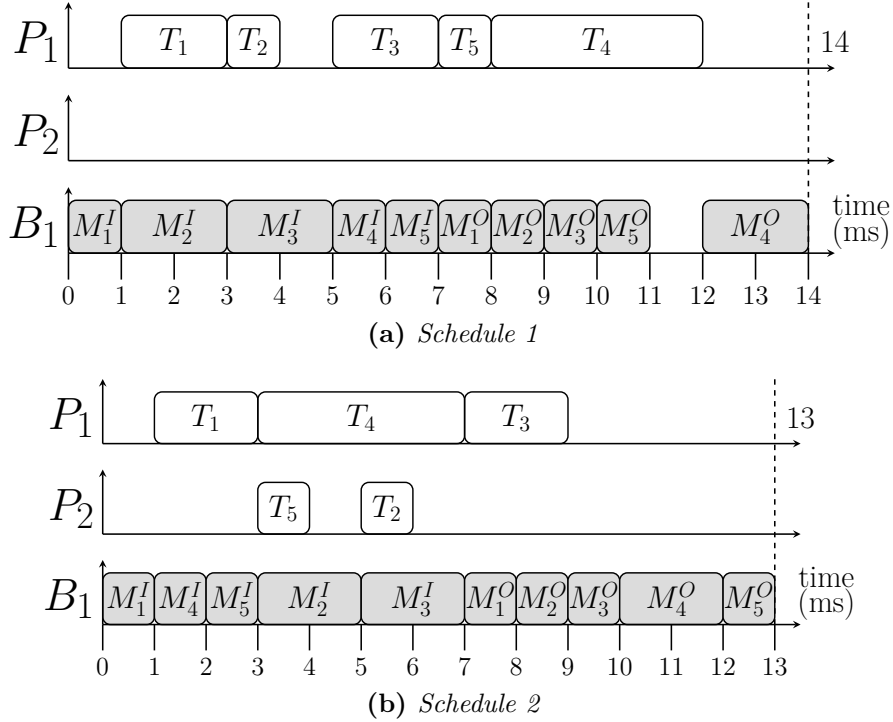 P₁ T₁ T₂ T₃ T₅ T₄ 14
P₂
B₁ M₁ᴵ M₂ᴵ M₃ᴵ M₄ᴵ M₅ᴵ M₁ᴼ M₂ᴼ M₃ᴼ M₅ᴼ M₄ᴼ time
(ms)
0 1 2 3 4 5 6 7 8 9 10 11 12 13 14
(a) Schedule 1
P₁ T₁ T₄ T₃ 13
P₂ T₅ T₂
B₁ M₁ᴵ M₄ᴵ M₅ᴵ M₂ᴵ M₃ᴵ M₁ᴼ M₂ᴼ M₃ᴼ M₄ᴼ M₅ᴼ time
(ms)
0 1 2 3 4 5 6 7 8 9 10 11 12 13
(b) Schedule 2